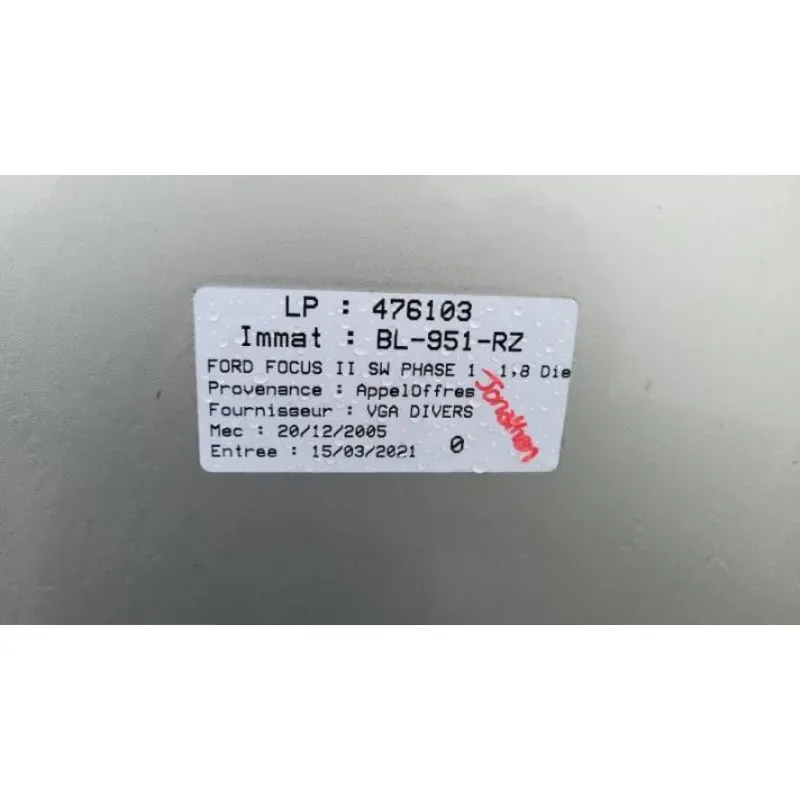 LP : 476103
Immat : BL-951-RZ
FORD FOCUS II SW PHASE 1 1,8 Die
Provenance : AppelOffres
Fournisseur : VGA DIVERS
Mec : 20/12/2005
Entree : 15/03/2021 0
Jonathan